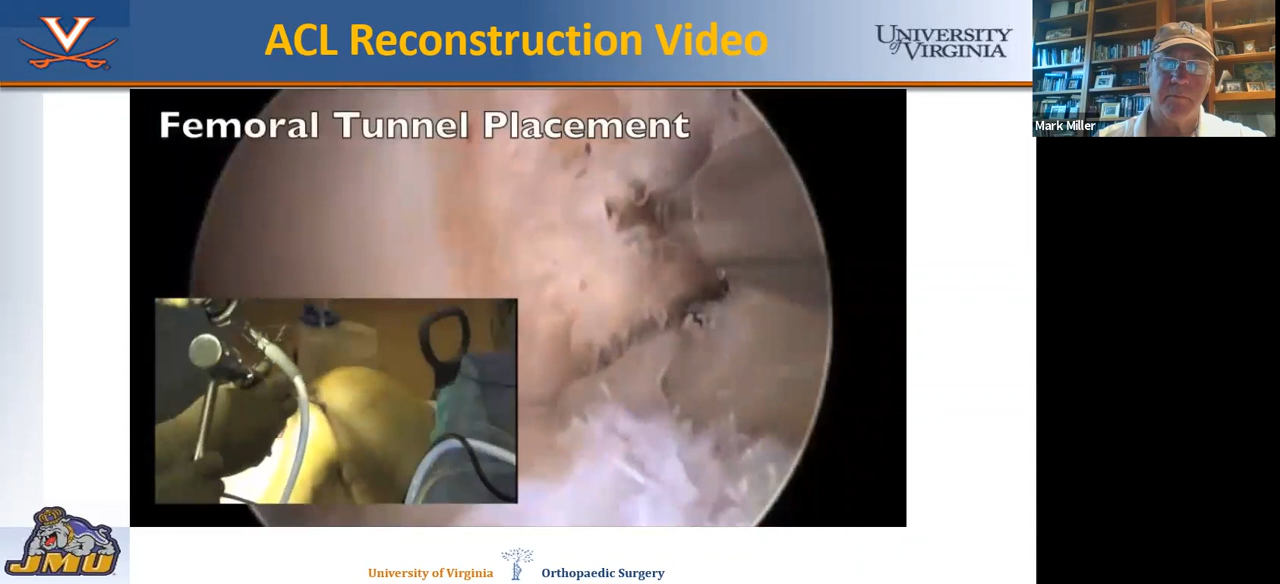 ACL Reconstruction Video
UNIVERSITY
of VIRGINIA
Mark Miller
Femoral Tunnel Placement
JMU
University of Virginia Orthopaedic Surgery